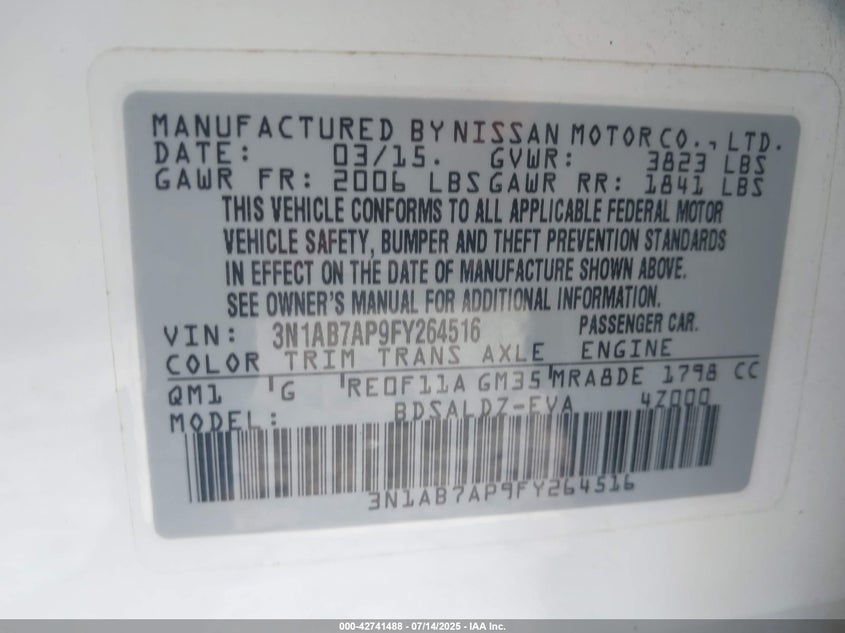 MANUFACTURED BY NISSAN MOTOR CO., LTD.
DATE: 03/15. GVWR: 3823 LBS
GAWR FR: 2006 LBS GAWR RR: 1841 LBS
THIS VEHICLE CONFORMS TO ALL APPLICABLE FEDERAL MOTOR
VEHICLE SAFETY, BUMPER AND THEFT PREVENTION STANDARDS
IN EFFECT ON THE DATE OF MANUFACTURE SHOWN ABOVE.
SEE OWNER'S MANUAL FOR ADDITIONAL INFORMATION.
VIN: 3N1AB7AP9FY264516 PASSENGER CAR.
COLOR TRIM TRANS AXLE ENGINE
QM1 G RE0F11A GM35 MRA8DE 1798 CC
MODEL: BDSALDZ-EVA 4Z000
3N1AB7AP9FY264516
000-42741488 - 07/14/2025 - IAA Inc.